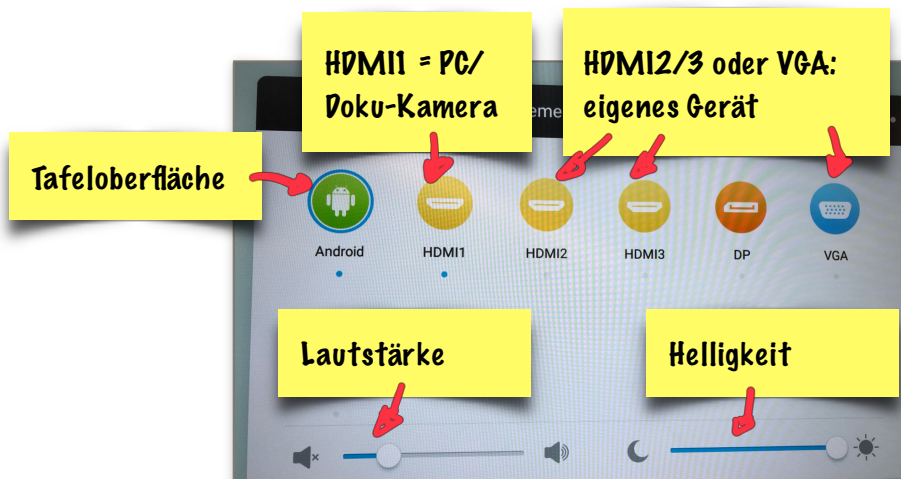 HDMI1 = PC/
Doku-Kamera
HDMI2/3 oder VGA:
eigenes Gerät
eme
Tafeloberfläche
Android
HDMI1
HDMI2
HDMI3
DP
VGA
Lautstärke
Helligkeit